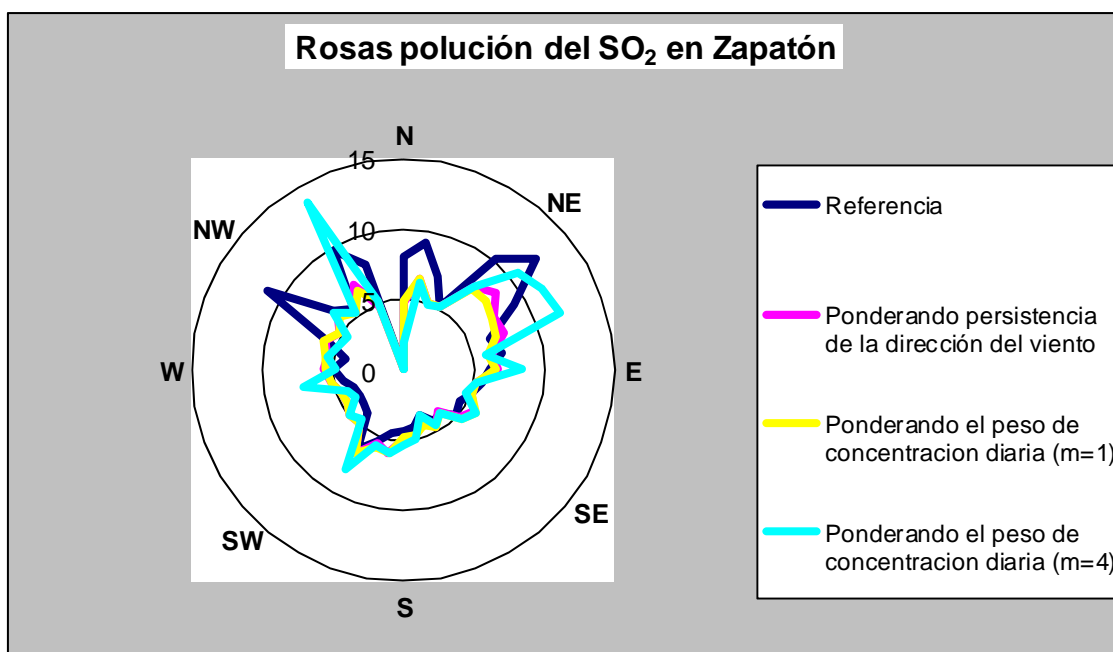 Rosas polución del SO₂ en Zapatón
N
15
NE
NW
10
5
W
0
E
SW
SE
S
Referencia
Ponderando persistencia
de la dirección del viento
Ponderando el peso de
concentracion diaria (m=1)
Ponderando el peso de
concentracion diaria (m=4)